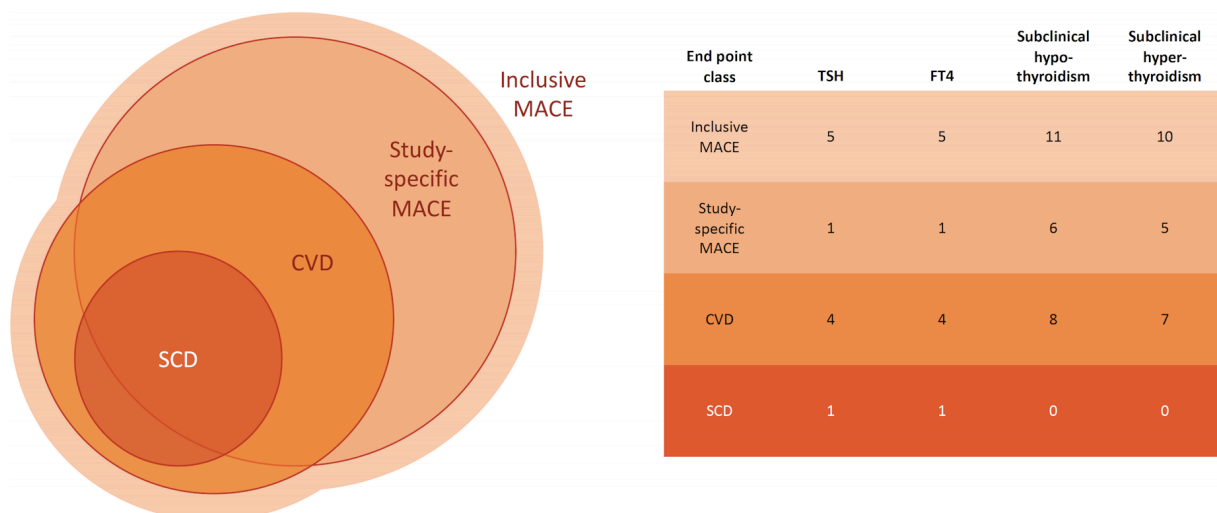 Inclusive
MACE
Study-
specific
MACE
CVD
SCD
End point
class
TSH
FT4
Subclinical
hypo-
thyroidism
Subclinical
hyper-
thyroidism
Inclusive
MACE
5
5
11
10
Study-
specific
MACE
1
1
6
5
CVD
4
4
8
7
SCD
1
1
0
0